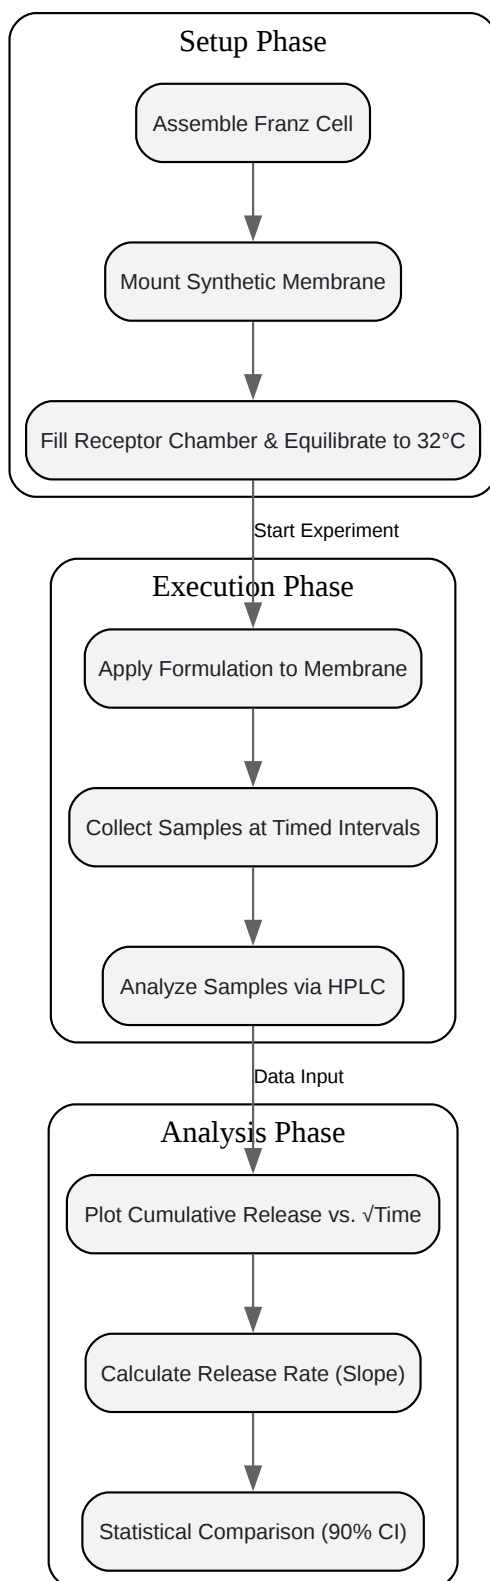 Setup Phase
Assemble Franz Cell
Mount Synthetic Membrane
Fill Receptor Chamber & Equilibrate to 32°C
Start Experiment
Execution Phase
Apply Formulation to Membrane
Collect Samples at Timed Intervals
Analyze Samples via HPLC
Data Input
Analysis Phase
Plot Cumulative Release vs. √Time
Calculate Release Rate (Slope)
Statistical Comparison (90% CI)